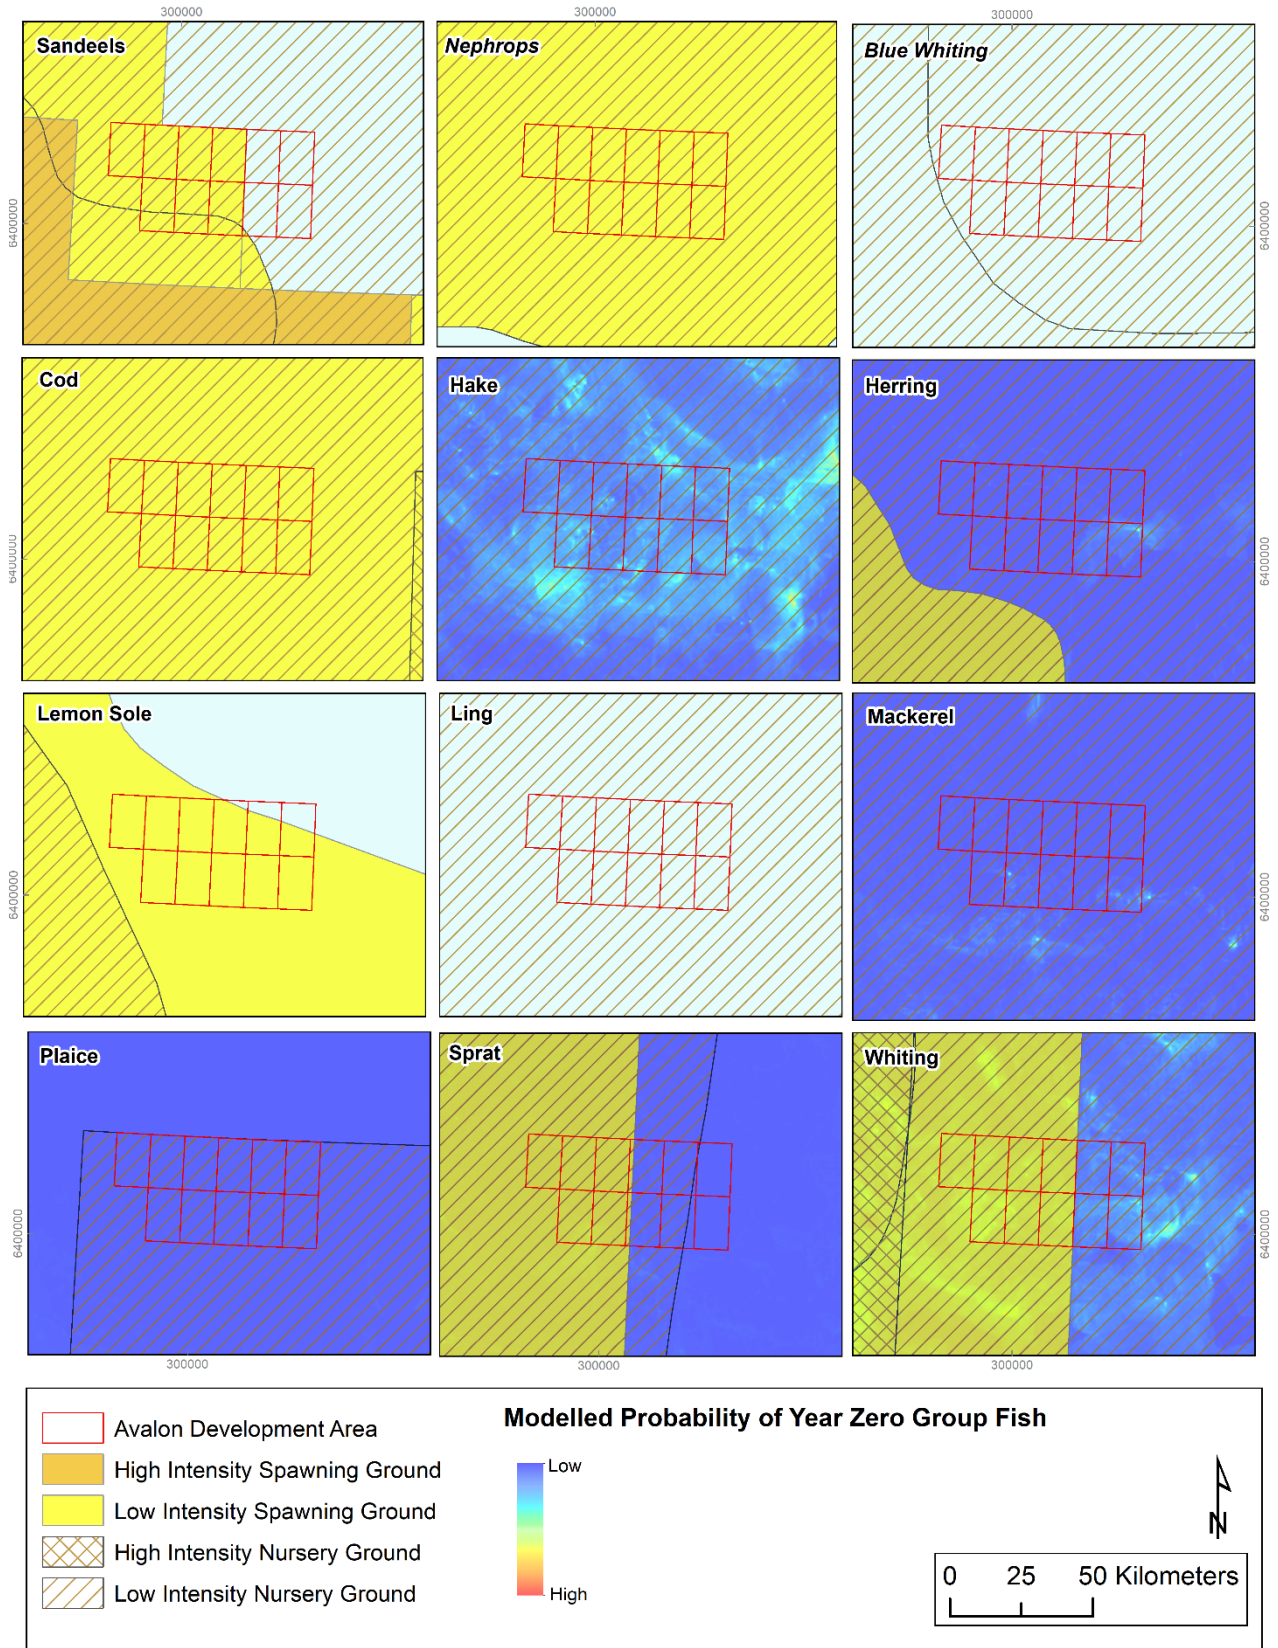 300000
300000
300000
Sandeels
Nephrops
Blue Whiting
6400000
6400000
Cod
Hake
Herring
6400000
6400000
Lemon Sole
Ling
Mackerel
6400000
6400000
Plaice
Sprat
Whiting
6400000
6400000
300000
300000
300000
Avalon Development Area
High Intensity Spawning Ground
Low Intensity Spawning Ground
High Intensity Nursery Ground
Low Intensity Nursery Ground
Modelled Probability of Year Zero Group Fish
Low
High
N
0 25 50 Kilometers